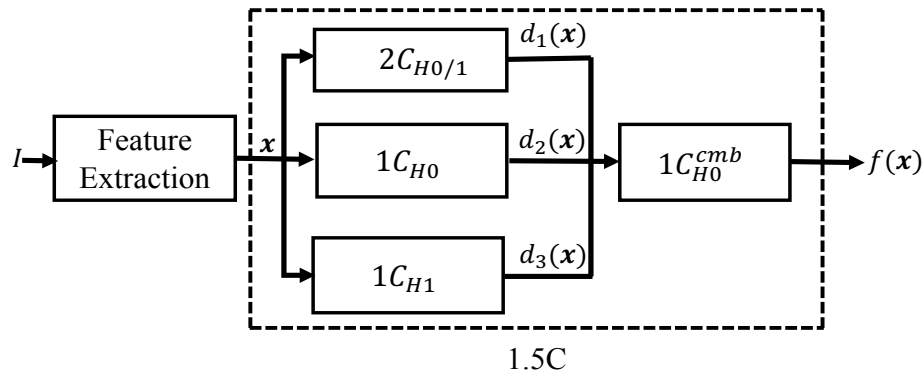 I
Feature
Extraction
x
2C_{H0/1}
d_1(x)
1C_{H0}
d_2(x)
1C_{H1}
d_3(x)
1C_{H0}^{cmb}
f(x)
1.5C